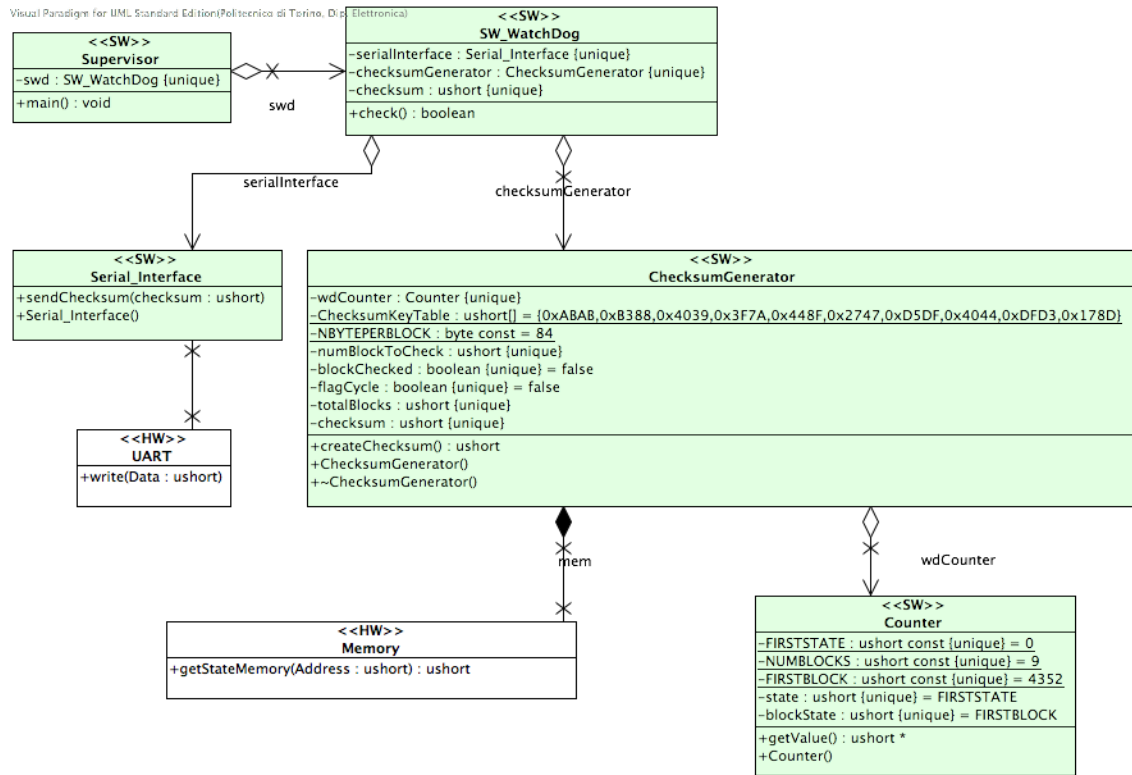 Visual Paradigm for UML Standard Edition(Politecnico di Torino, Dip. Elettronica)
<<SW>>
Supervisor
-swd : SW_WatchDog {unique}
+main() : void
swd
<<SW>>
SW_WatchDog
-serialInterface : Serial_Interface {unique}
-checksumGenerator : ChecksumGenerator {unique}
-checksum : ushort {unique}
+check() : boolean
serialInterface
checksumGenerator
<<SW>>
Serial_Interface
+sendChecksum(checksum : ushort)
+Serial_Interface()
<<HW>>
UART
+write(Data : ushort)
<<SW>>
ChecksumGenerator
-wdCounter : Counter {unique}
-ChecksumKeyTable : ushort[] = {0xABAB,0xB388,0x4039,0x3F7A,0x448F,0x2747,0xD5DF,0x4044,0xDFD3,0x178D}
-NBYTEPERBLOCK : byte const = 84
-numBlockToCheck : ushort {unique}
-blockChecked : boolean {unique} = false
-flagCycle : boolean {unique} = false
-totalBlocks : ushort {unique}
-checksum : ushort {unique}
+createChecksum() : ushort
+ChecksumGenerator()
+~ChecksumGenerator()
mem
wdCounter
<<HW>>
Memory
+getStateMemory(Address : ushort) : ushort
<<SW>>
Counter
-FIRSTSTATE : ushort const {unique} = 0
-NUMBLOCKS : ushort const {unique} = 9
-FIRSTBLOCK : ushort const {unique} = 4352
-state : ushort {unique} = FIRSTSTATE
-blockState : ushort {unique} = FIRSTBLOCK
+getValue() : ushort *
+Counter()